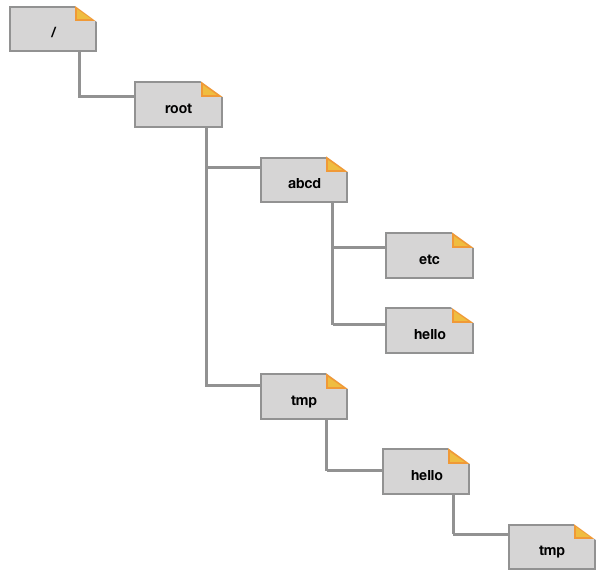 /
root
abcd
etc
hello
tmp
hello
tmp